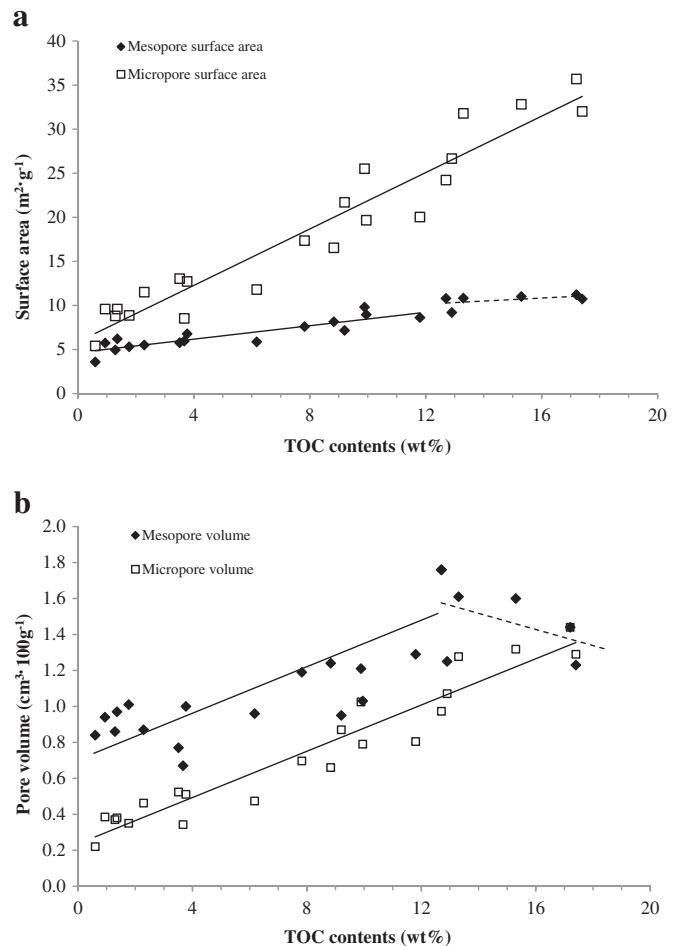 a
40
35
30
25
20
15
10
5
0
Surface area (m²·g⁻¹)
Mesopore surface area
Micropore surface area
0 4 8 12 16 20
TOC contents (wt%)
b
2.0
1.8
1.6
1.4
1.2
1.0
0.8
0.6
0.4
0.2
0.0
Pore volume (cm³·100g⁻¹)
Mesopore volume
Micropore volume
0 4 8 12 16 20
TOC contents (wt%)